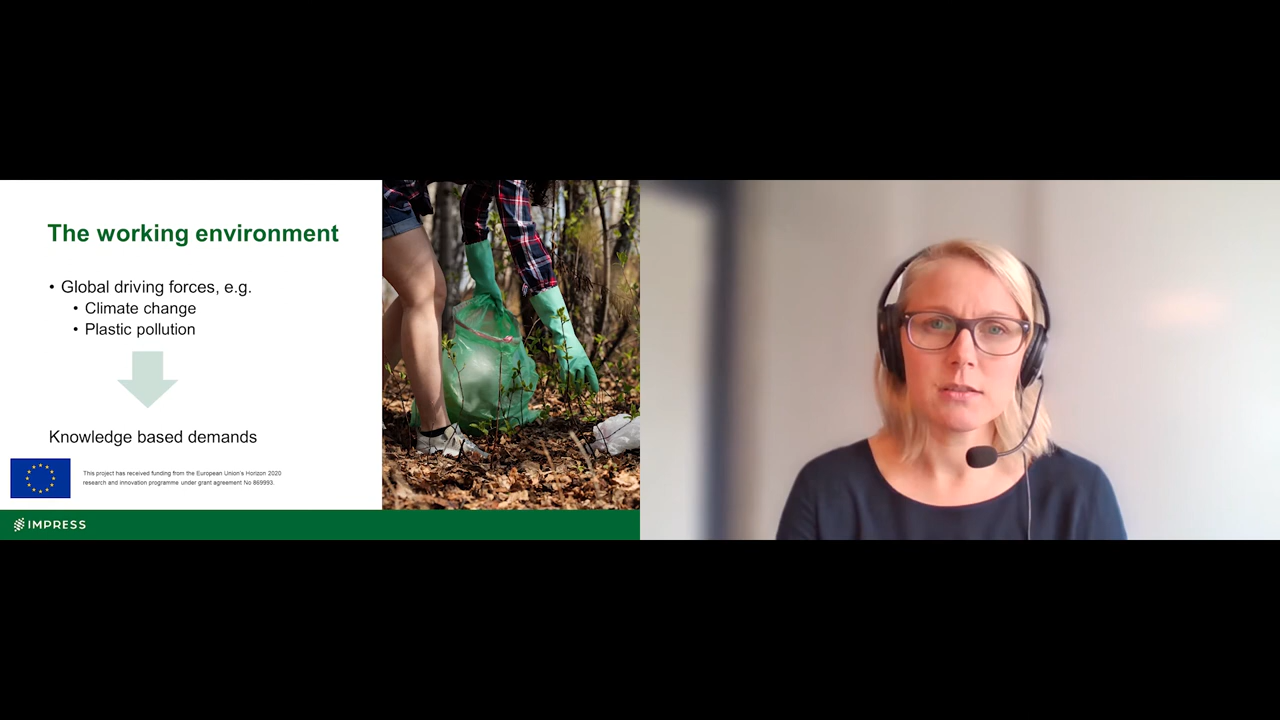 The working environment
• Global driving forces, e.g.
• Climate change
• Plastic pollution
Knowledge based demands
This project has received funding from the European Union's Horizon 2020
research and innovation programme under grant agreement No 869993.
IMPRESS